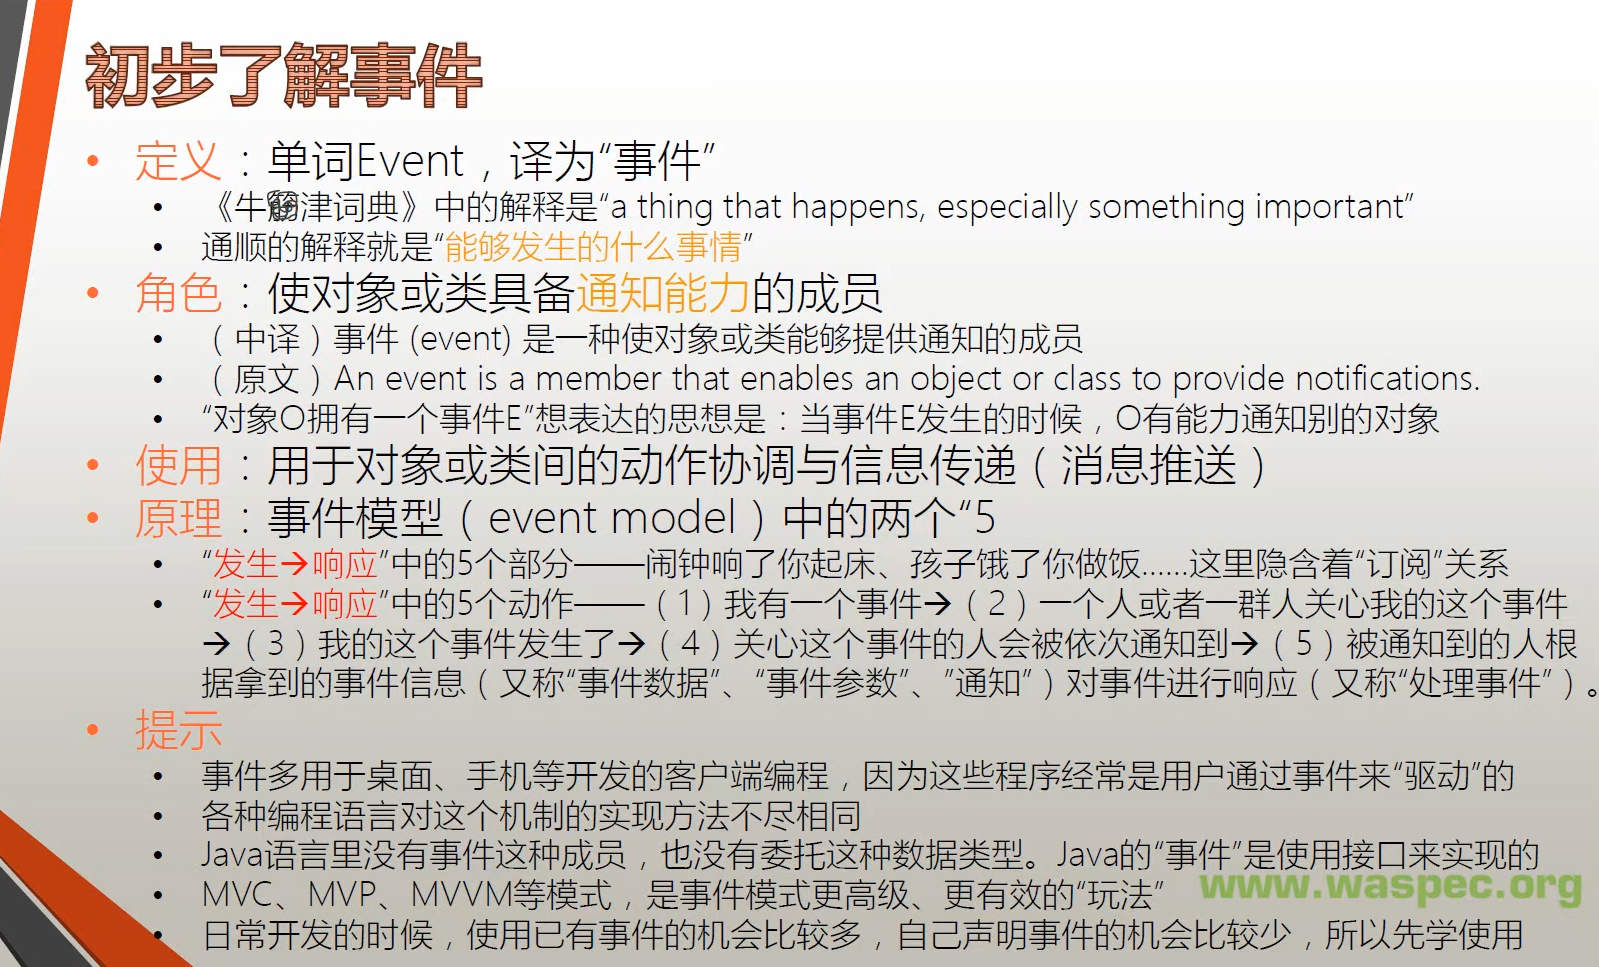 初步了解事件
• 定义：单词Event，译为“事件”
• 《牛津词典》中的解释是“a thing that happens, especially something important”
• 通顺的解释就是“能够发生的什么事情”
• 角色：使对象或类具备通知能力的成员
• （中译）事件 (event) 是一种使对象或类能够提供通知的成员
• （原文）An event is a member that enables an object or class to provide notifications.
• “对象O拥有一个事件E”想表达的思想是：当事件E发生的时候，O有能力通知别的对象
• 使用：用于对象或类间的动作协调与信息传递（消息推送）
• 原理：事件模型（event model）中的两个“5
• “发生→响应”中的5个部分——闹钟响了你起床、孩子饿了你做饭......这里隐含着“订阅”关系
• “发生→响应”中的5个动作——（1）我有一个事件→（2）一个人或者一群人关心我的这个事件
→（3）我的这个事件发生了→（4）关心这个事件的人会被依次通知到→（5）被通知到的人根
据拿到的事件信息（又称“事件数据”、“事件参数”、”通知”）对事件进行响应（又称“处理事件”）。
• 提示
• 事件多用于桌面、手机等开发的客户端编程，因为这些程序经常是用户通过事件来“驱动”的
• 各种编程语言对这个机制的实现方法不尽相同
• Java语言里没有事件这种成员，也没有委托这种数据类型。Java的“事件”是使用接口来实现的
• MVC、MVP、MVVM等模式，是事件模式更高级、更有效的“玩法”
www.waspec.org
• 日常开发的时候，使用已有事件的机会比较多，自己声明事件的机会比较少，所以先学使用